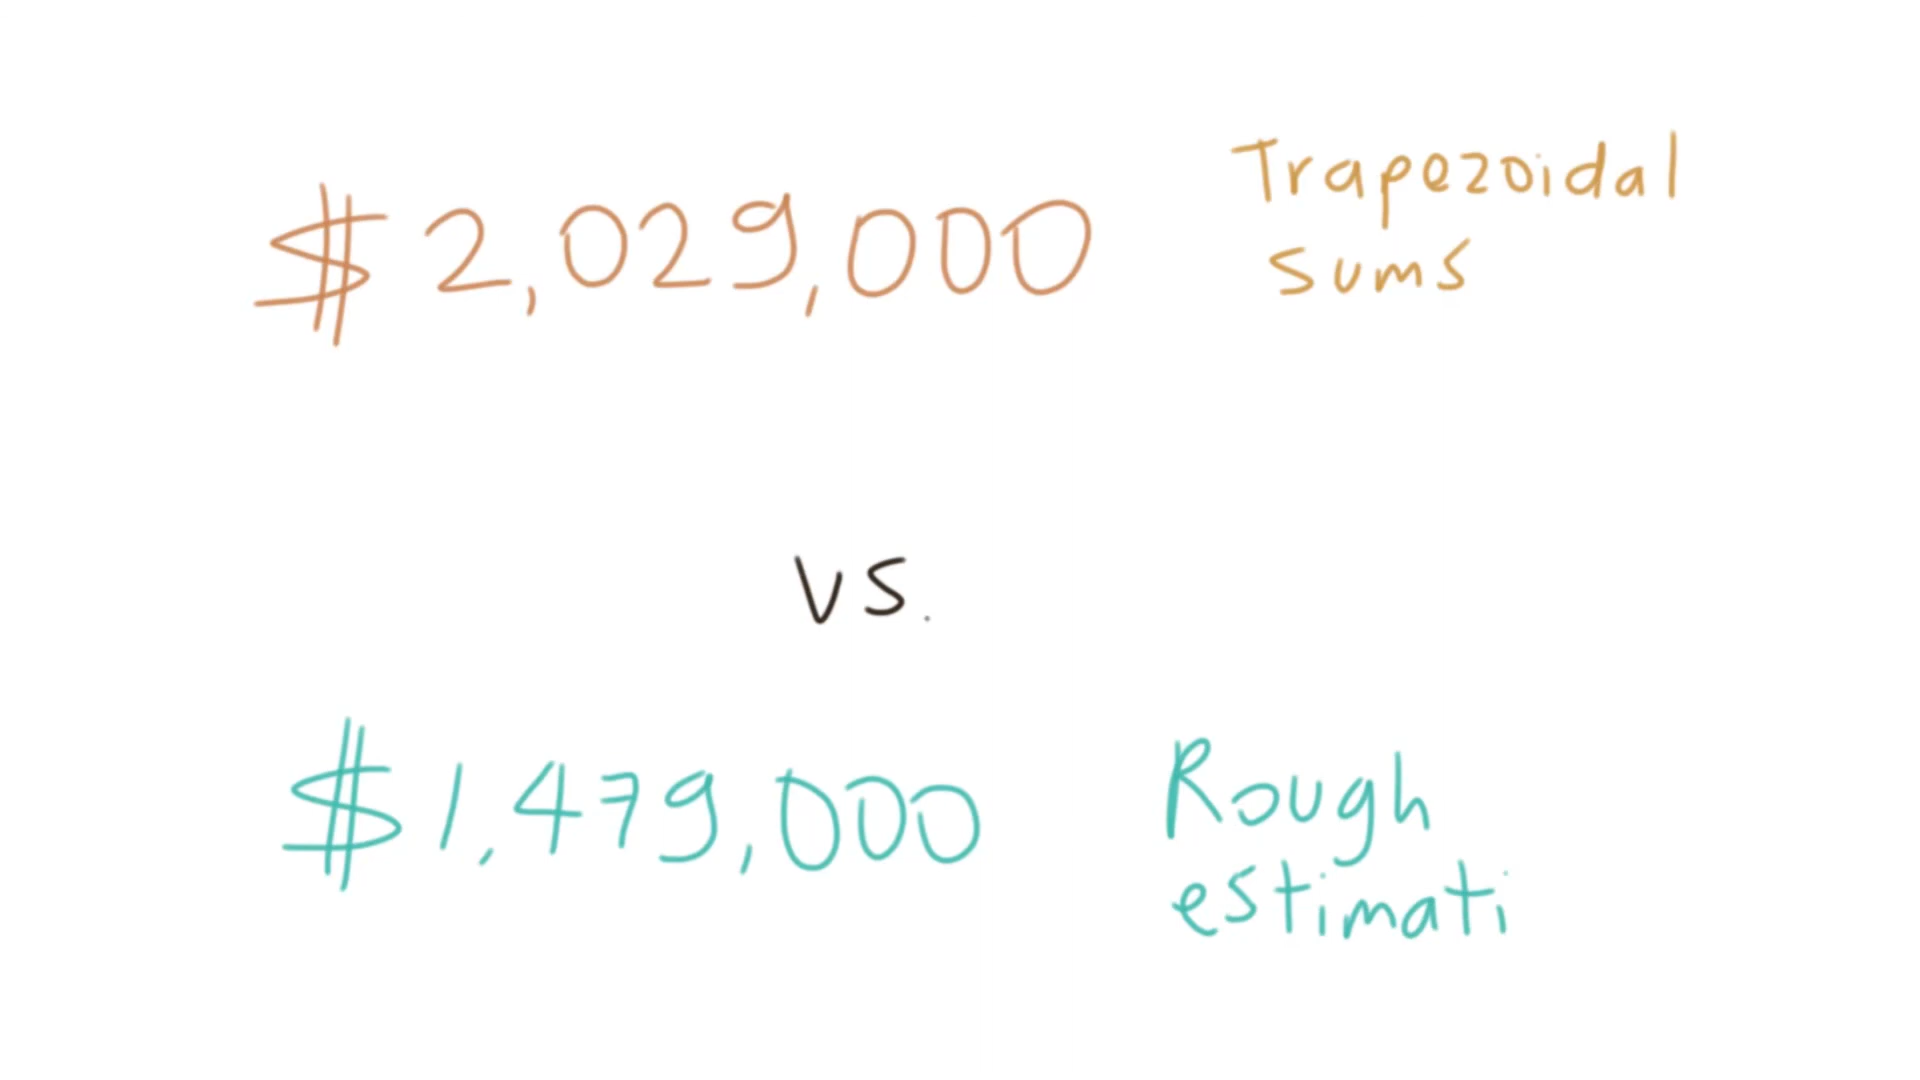 $2,029,000
Trapezoidal
sums
vs.
$1,479,000
Rough
estimati